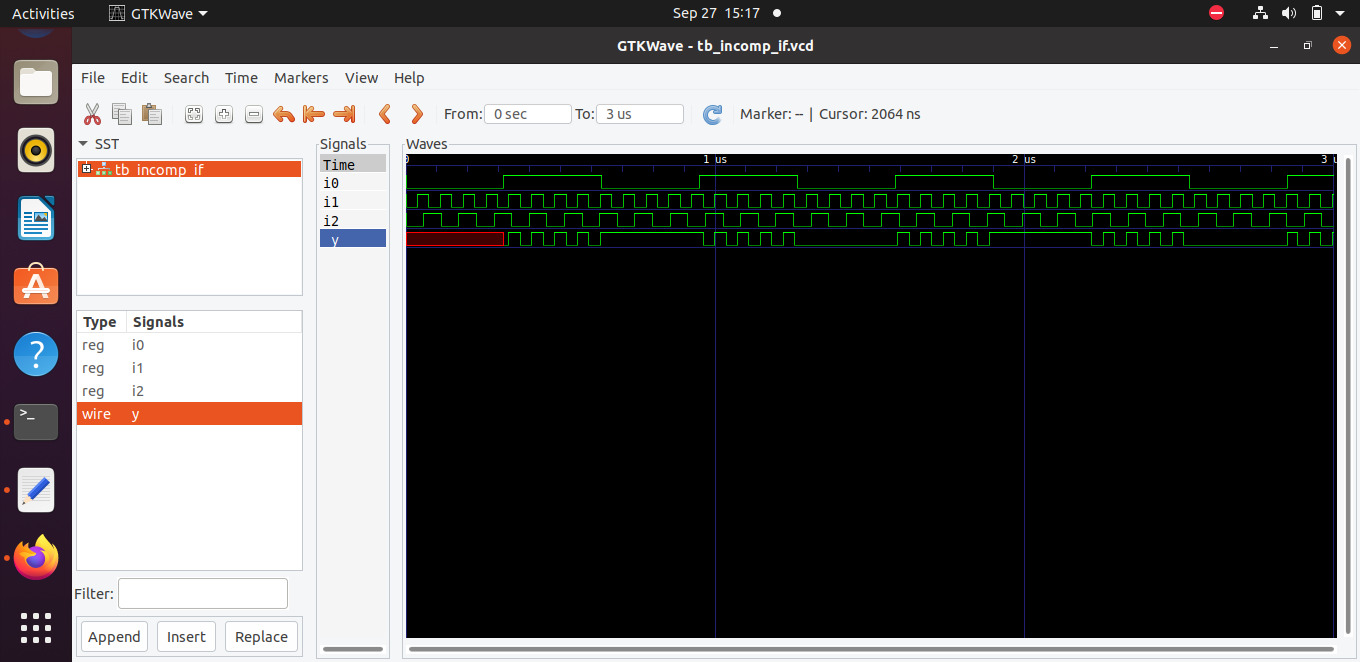 Activities GTKWave Sep 27 15:17
GTKWave - tb_incomp_if.vcd
File Edit Search Time Markers View Help
From: 0 sec To: 3 us Marker: -- | Cursor: 2064 ns
SST
tb_incomp_if
Type Signals
reg i0
reg i1
reg i2
wire y
Filter:
Append Insert Replace
Signals
Time
i0
i1
i2
y
Waves
0 1 us 2 us 3 u